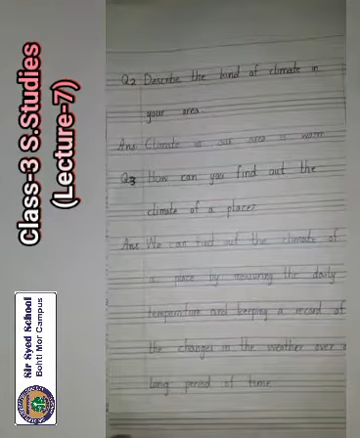 Class-3 S.Studies
(Lecture-7)
Sir Syed School
Bohti Mor Campus
Q2 Describe the kind of climate in
your area.
Ans Climate is our area is warm
Q3 How can you find out the
climate of a place?
Ans We can find out the climate of
a place by measuring the daily
temperature and keeping a record of
the changes in the weather over a
long period of time